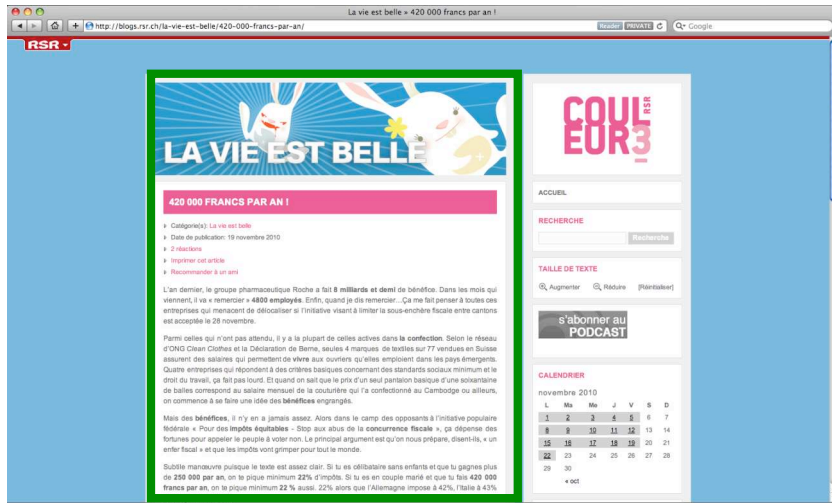 La vie est belle » 420 000 francs par an !
http://blogs.rsr.ch/la-vie-est-belle/420-000-francs-par-an/
Reader PRIVATE
Google
RSR
LA VIE EST BELLE
420 000 FRANCS PAR AN !
Catégorie(s): La vie est belle
Date de publication: 19 novembre 2010
2 réactions
Imprimer cet article
Recommander à un ami
L'an dernier, le groupe pharmaceutique Roche a fait 8 milliards et demi de bénéfice. Dans les mois qui
viennent, il va « remercier » 4800 employés. Enfin, quand je dis remercier…Ça me fait penser à toutes ces
entreprises qui menacent de délocaliser si l'initiative visant à limiter la sous-enchère fiscale entre cantons
est acceptée le 28 novembre.
Parmi celles qui n'ont pas attendu, il y a la plupart de celles actives dans la confection. Selon le réseau
d'ONG Clean Clothes et la Déclaration de Berne, seules 4 marques de textiles sur 77 vendues en Suisse
assurent des salaires qui permettent de vivre aux ouvriers qu'elles emploient dans les pays émergents.
Quatre entreprises qui répondent à des critères basiques concernant des standards sociaux minimum et le
droit du travail, ça fait pas lourd. Et quand on sait que le prix d'un seul pantalon basique d'une soixantaine
de balles correspond au salaire mensuel de la couturière qui l'a confectionné au Cambodge ou ailleurs,
on commence à se faire une idée des bénéfices engrangés.
Mais des bénéfices, il n'y en a jamais assez. Alors dans le camp des opposants à l'initiative populaire
fédérale « Pour des impôts équitables - Stop aux abus de la concurrence fiscale », ça dépense des
fortunes pour appeler le peuple à voter non. Le principal argument est qu'on nous prépare, disent-ils, « un
enfer fiscal » et que les impôts vont grimper pour tout le monde.
Subtile manœuvre puisque le texte est assez clair. Si tu es célibataire sans enfants et que tu gagnes plus
de 250 000 par an, on te pique minimum 22% d'impôts. Si tu es en couple marié et que tu fais 420 000
francs par an, on te pique minimum 22 % aussi. 22% alors que l'Allemagne impose à 42%, l'Italie à 43%
COULEUR3 RSR
ACCUEIL
RECHERCHE
Recherche
TAILLE DE TEXTE
Augmenter Réduire [Réinitialiser]
s'abonner au
PODCAST
CALENDRIER
novembre 2010
L Ma Me J V S D
1 2 3 4 5 6 7
8 9 10 11 12 13 14
15 16 17 18 19 20 21
22 23 24 25 26 27 28
29 30
« oct